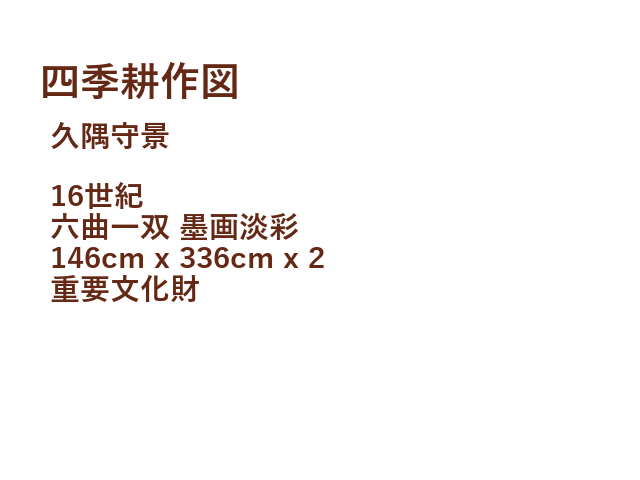 四季耕作図
久隅守景
16世紀
六曲一双 墨画淡彩
146cm x 336cm x 2
重要文化財